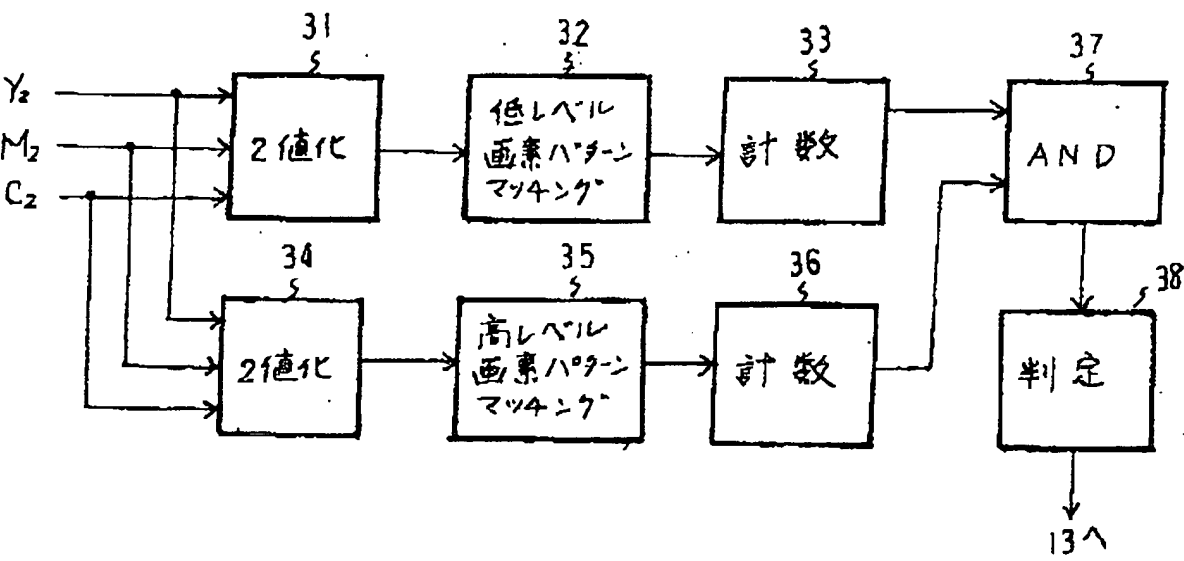 31
32
33
37
Y₂
M₂
C₂
2値化
低レベル
画素パターン
マッチング
計数
AND
34
35
36
38
2値化
高レベル
画素パターン
マッチング
計数
判定
13へ